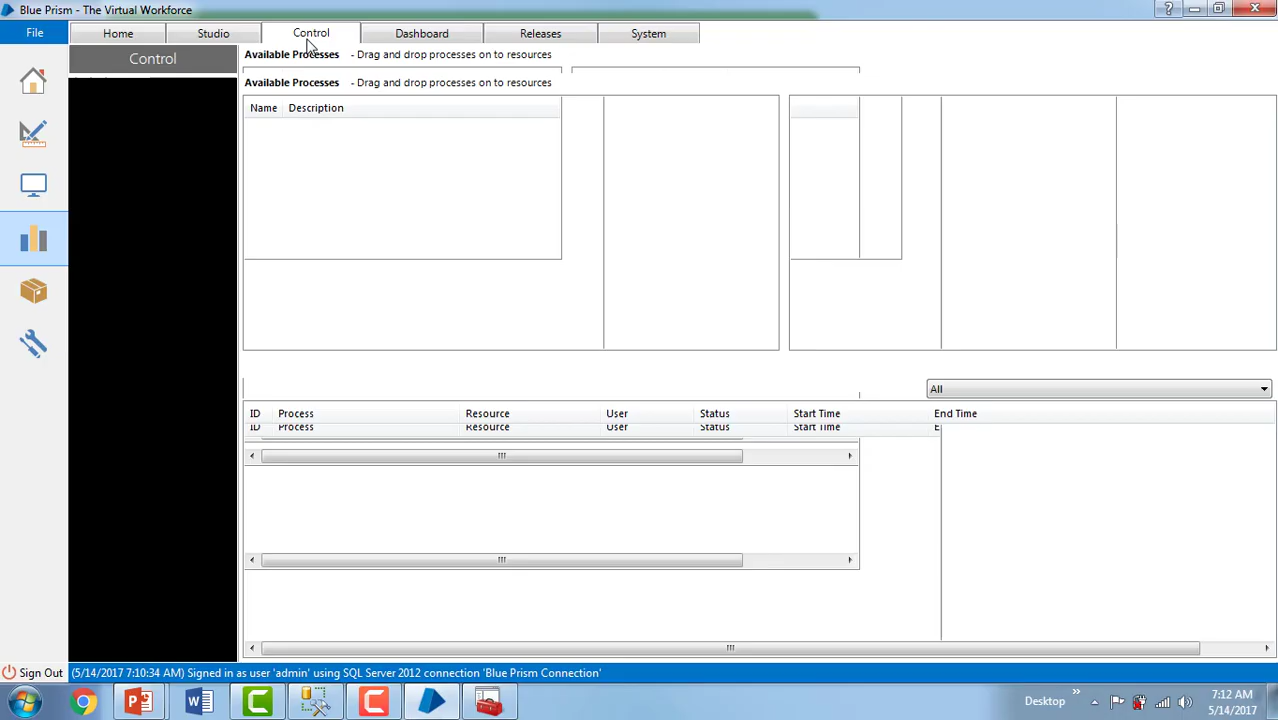 Blue Prism - The Virtual Workforce
File
Home
Studio
Control
Dashboard
Releases
System
Control
Available Processes - Drag and drop processes on to resources
Available Processes - Drag and drop processes on to resources
Name Description
All
ID Process Resource User Status Start Time End Time
ID Process Resource User Status Start Time E
Sign Out
(5/14/2017 7:10:34 AM) Signed in as user 'admin' using SQL Server 2012 connection 'Blue Prism Connection'
Desktop
7:12 AM
5/14/2017